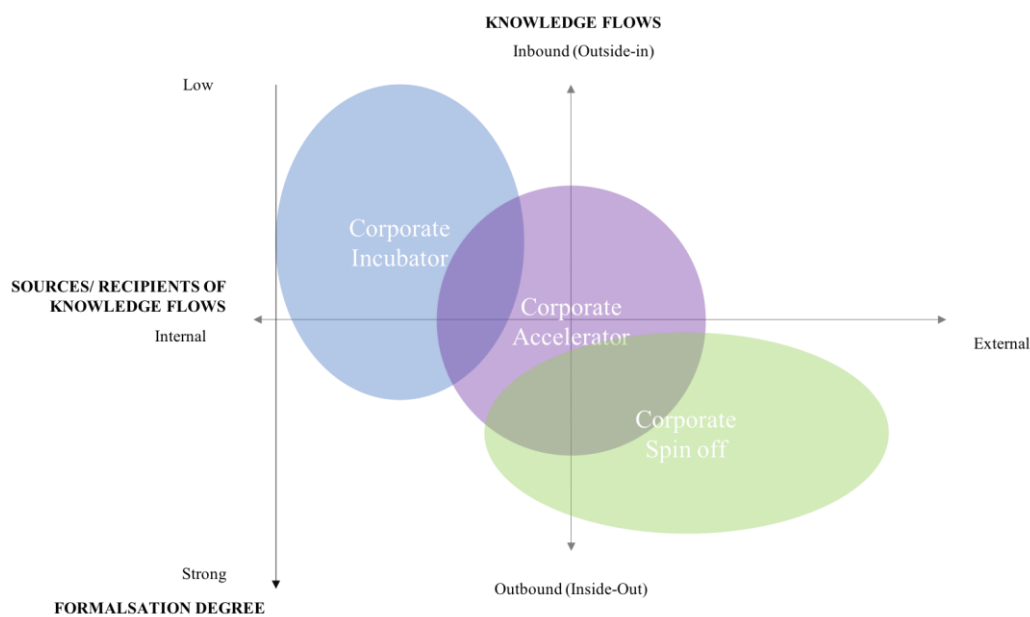 KNOWLEDGE FLOWS
Inbound (Outside-in)
Low
Corporate
Incubator
SOURCES/ RECIPIENTS OF
KNOWLEDGE FLOWS
Internal
Corporate
Accelerator
External
Corporate
Spin off
Strong
Outbound (Inside-Out)
FORMALSATION DEGREE